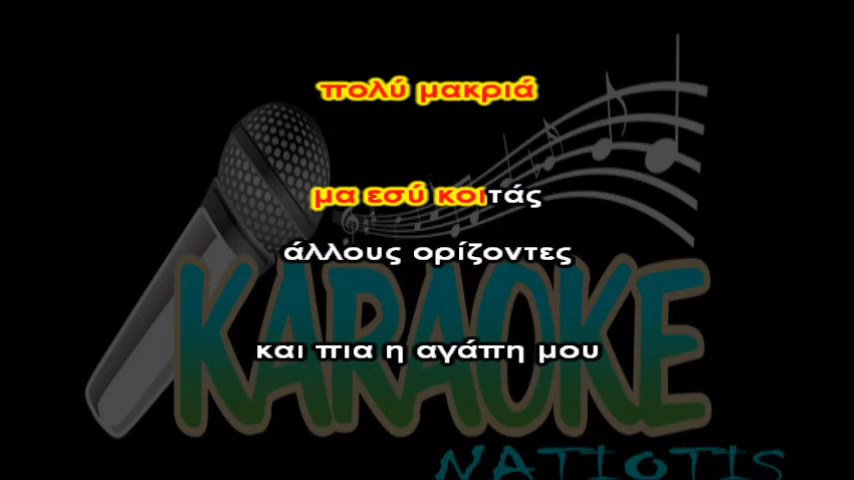 πολύ μακριά
μα εσύ κοιτάς
άλλους ορίζοντες
και πια η αγάπη μου
KARAOKE
NATIOTIS